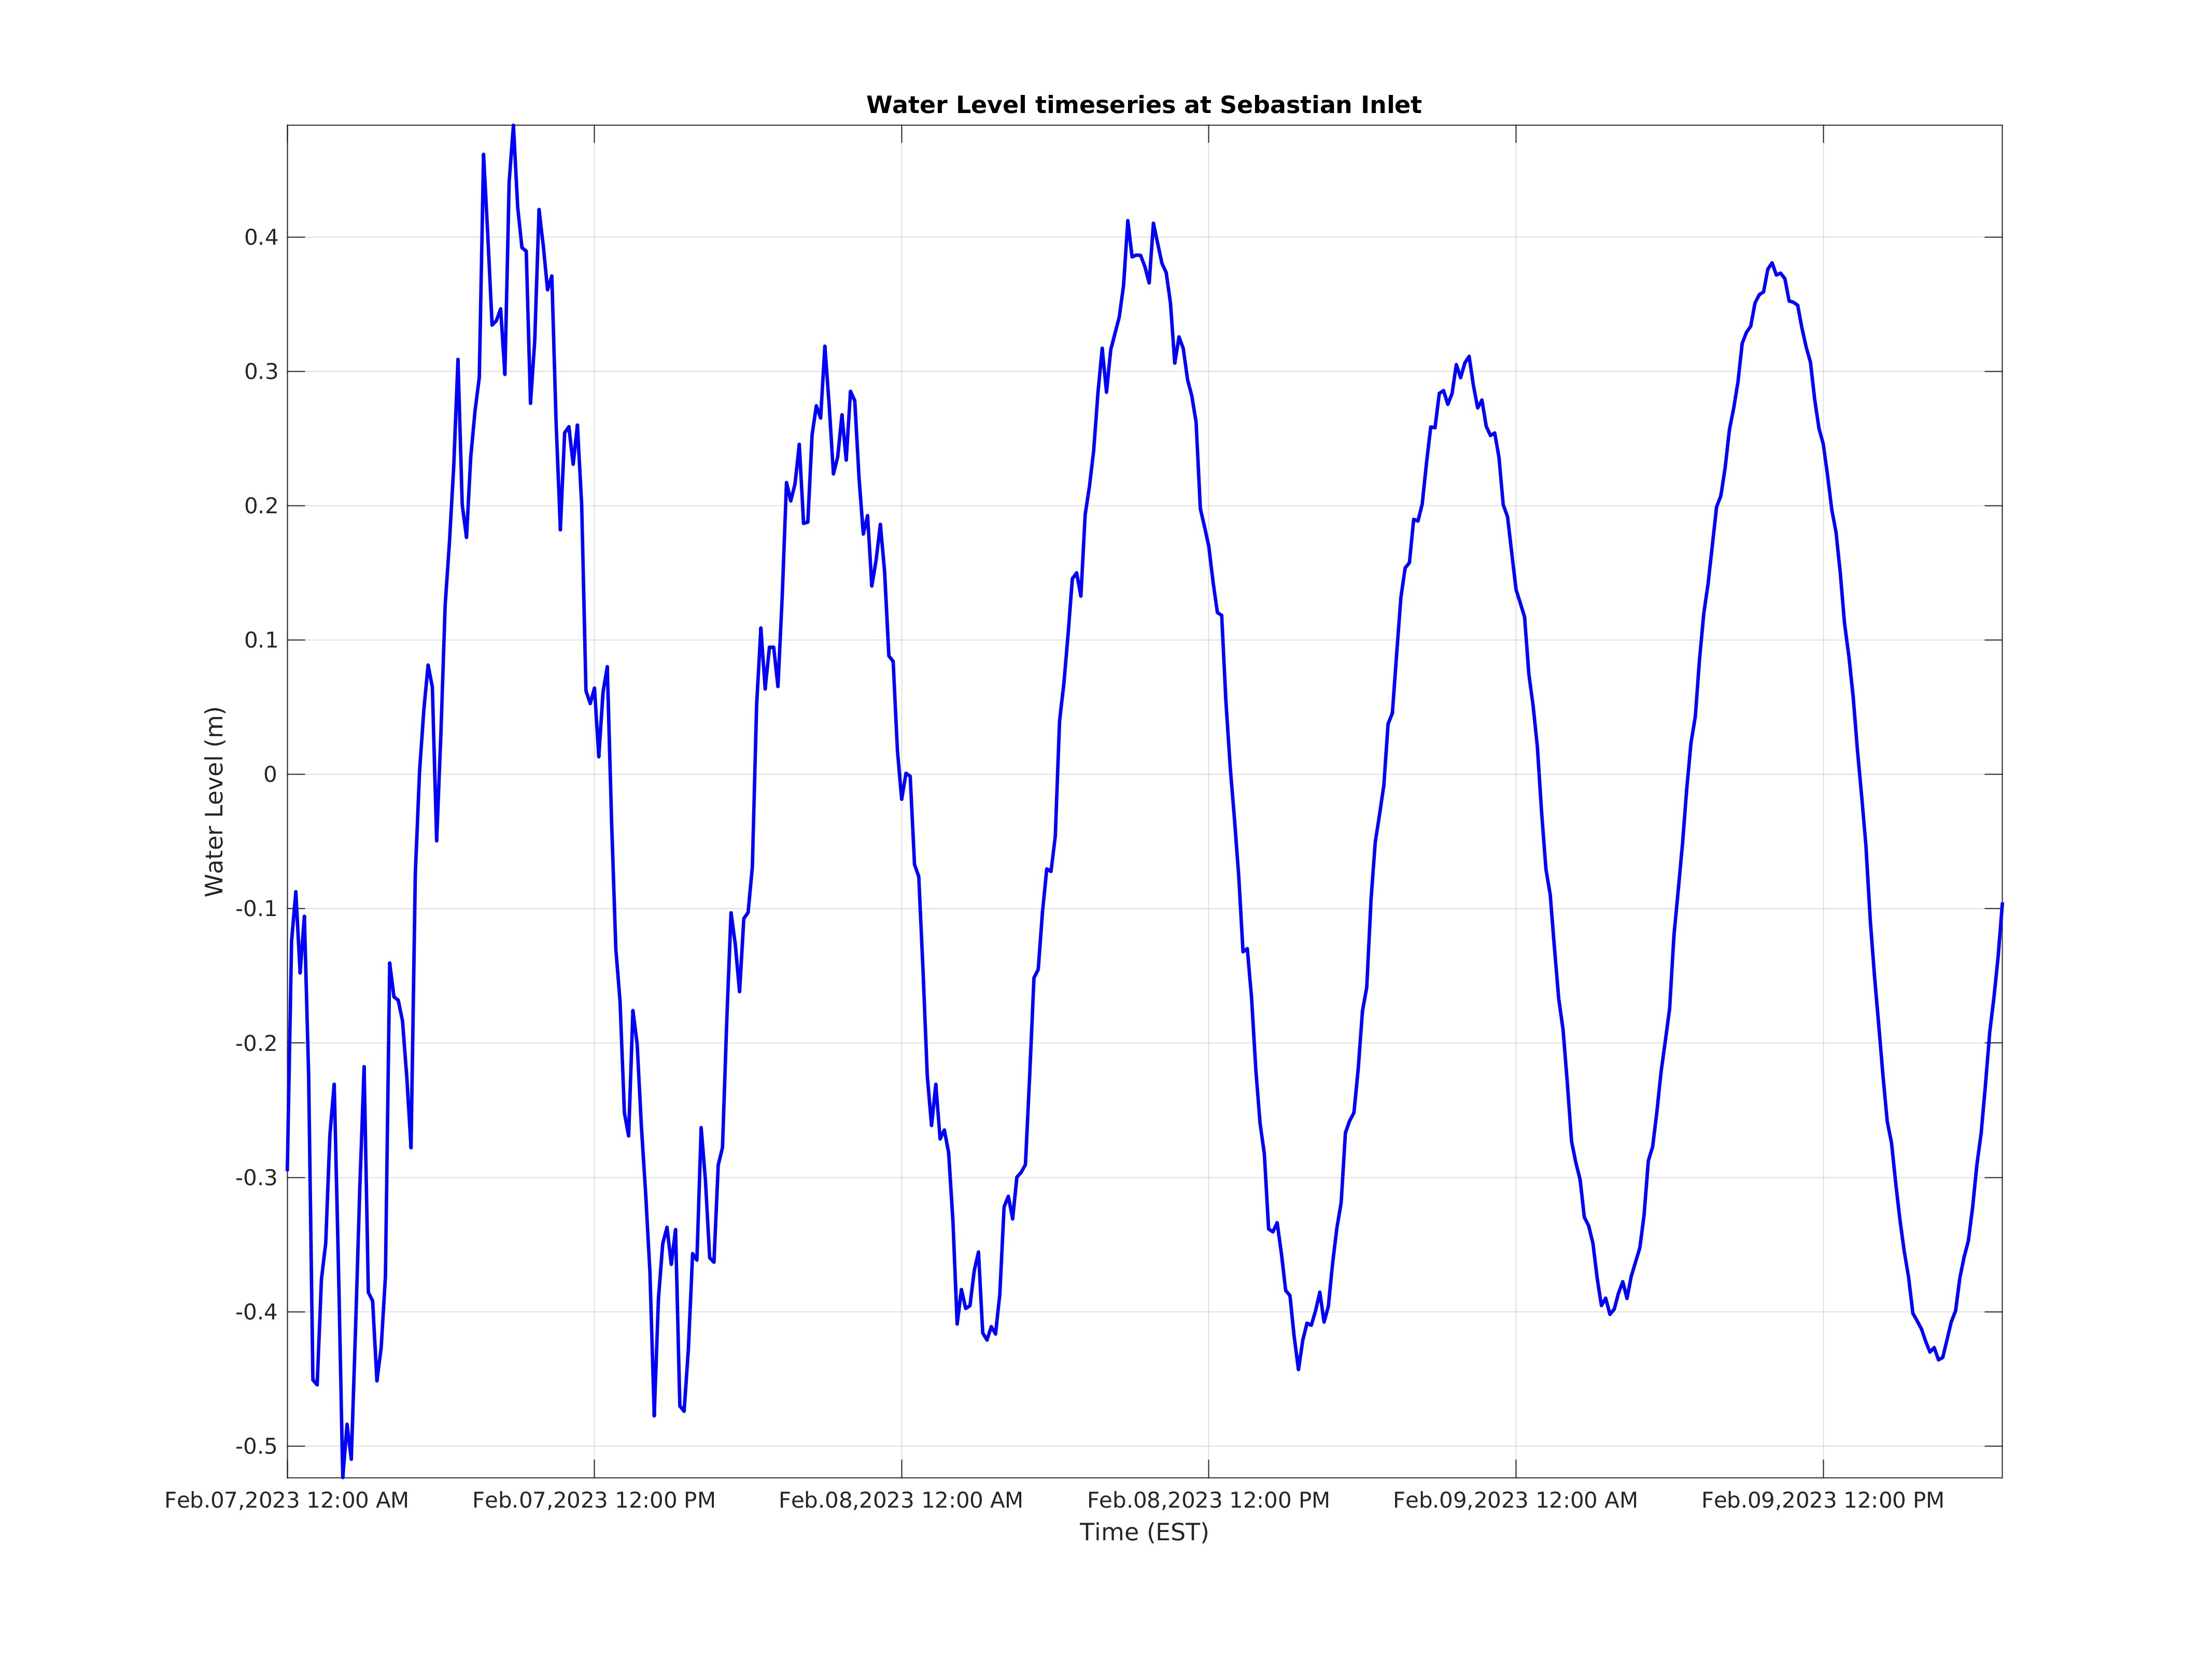 Water Level timeseries at Sebastian Inlet
0.4
0.3
0.2
0.1
0
-0.1
-0.2
-0.3
-0.4
-0.5
Water Level (m)
Feb.07,2023 12:00 AM Feb.07,2023 12:00 PM Feb.08,2023 12:00 AM Feb.08,2023 12:00 PM Feb.09,2023 12:00 AM Feb.09,2023 12:00 PM
Time (EST)